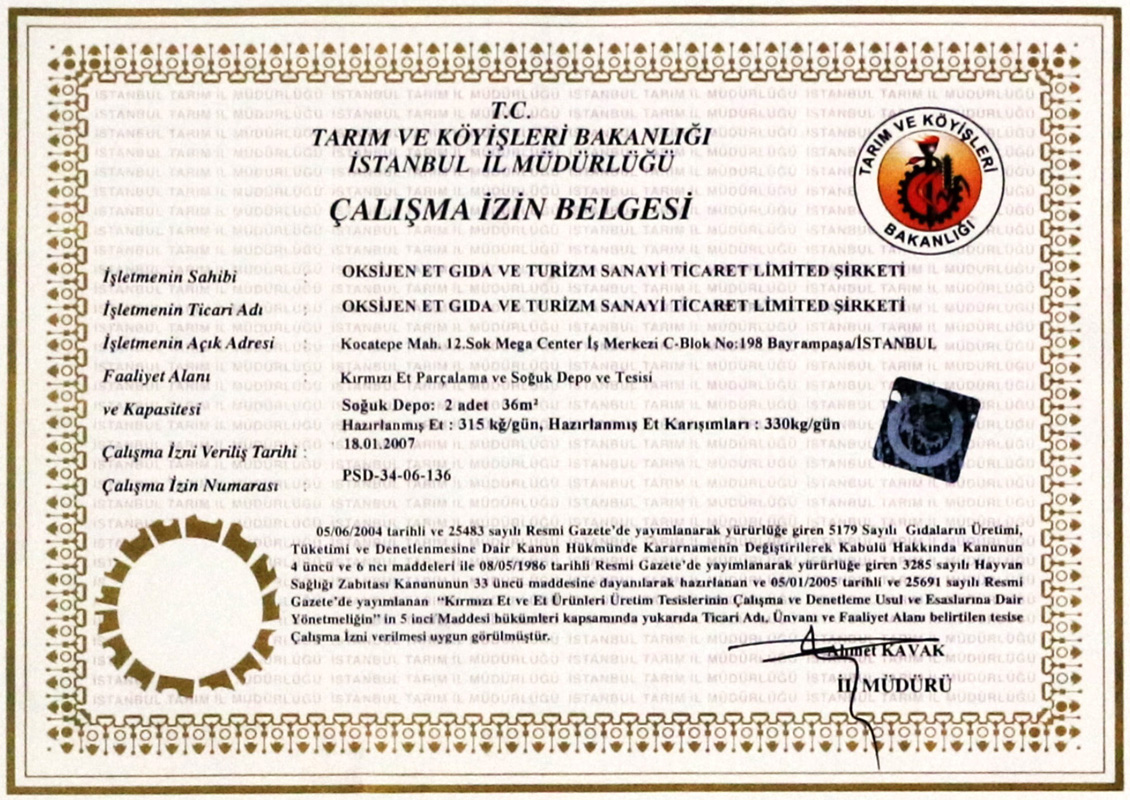 T.C.
TARIM VE KÖYİŞLERİ BAKANLIĞI
İSTANBUL İL MÜDÜRLÜĞÜ
ÇALIŞMA İZİN BELGESİ
TARIM VE KÖYİŞLERİ
BAKANLIĞI
İşletmenin Sahibi : OKSİJEN ET GIDA VE TURİZM SANAYİ TİCARET LİMİTED ŞİRKETİ
İşletmenin Ticari Adı : OKSİJEN ET GIDA VE TURİZM SANAYİ TİCARET LİMİTED ŞİRKETİ
İşletmenin Açık Adresi : Kocatepe Mah. 12.Sok Mega Center İş Merkezi C-Blok No:198 Bayrampaşa/İSTANBUL
Faaliyet Alanı : Kırmızı Et Parçalama ve Soğuk Depo ve Tesisi
ve Kapasitesi Soğuk Depo: 2 adet 36m²
Hazırlanmış Et : 315 kğ/gün, Hazırlanmış Et Karışımları : 330kg/gün
Çalışma İzni Veriliş Tarihi : 18.01.2007
Çalışma İzin Numarası : PSD-34-06-136
05/06/2004 tarihli ve 25483 sayılı Resmi Gazete'de yayımlanarak yürürlüğe giren 5179 Sayılı Gıdaların Üretimi,
Tüketimi ve Denetlenmesine Dair Kanun Hükmünde Kararnamenin Değiştirilerek Kabulü Hakkında Kanunun
4 üncü ve 6 ncı maddeleri ile 08/05/1986 tarihli Resmi Gazete'de yayımlanarak yürürlüğe giren 3285 sayılı Hayvan
Sağlığı Zabıtası Kanununun 33 üncü maddesine dayanılarak hazırlanan ve 05/01/2005 tarihli ve 25691 sayılı Resmi
Gazete'de yayımlanan "Kırmızı Et ve Et Ürünleri Üretim Tesislerinin Çalışma ve Denetleme Usul ve Esaslarına Dair
Yönetmeliğin" in 5 inci Maddesi hükümleri kapsamında yukarıda Ticari Adı, Ünvanı ve Faaliyet Alanı belirtilen tesise
Çalışma İzni verilmesi uygun görülmüştür.
Ahmet KAVAK
İL MÜDÜRÜ